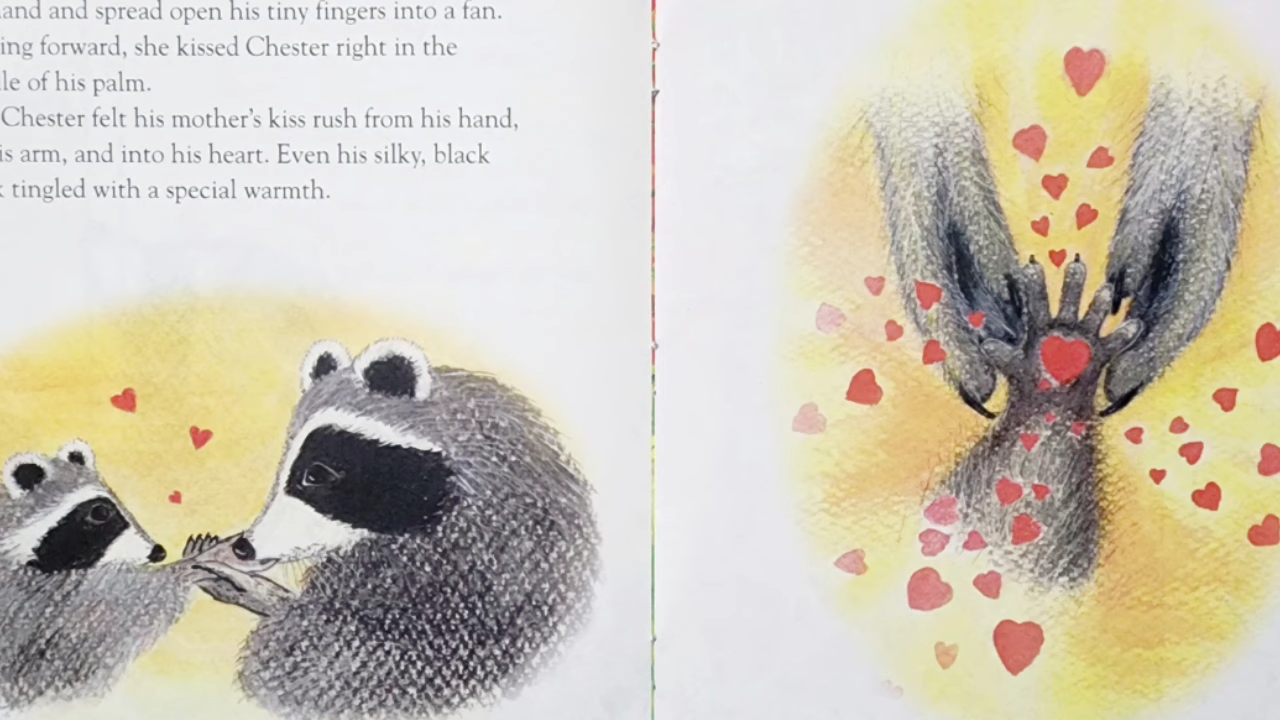 and and spread open his tiny fingers into a fan.
ing forward, she kissed Chester right in the
le of his palm.
Chester felt his mother's kiss rush from his hand,
is arm, and into his heart. Even his silky, black
tingled with a special warmth.